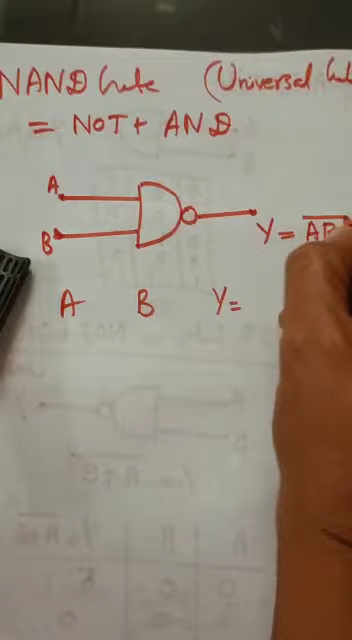 NAND Gate (Universal
= NOT + AND
A
B
Y = AB
A B Y =